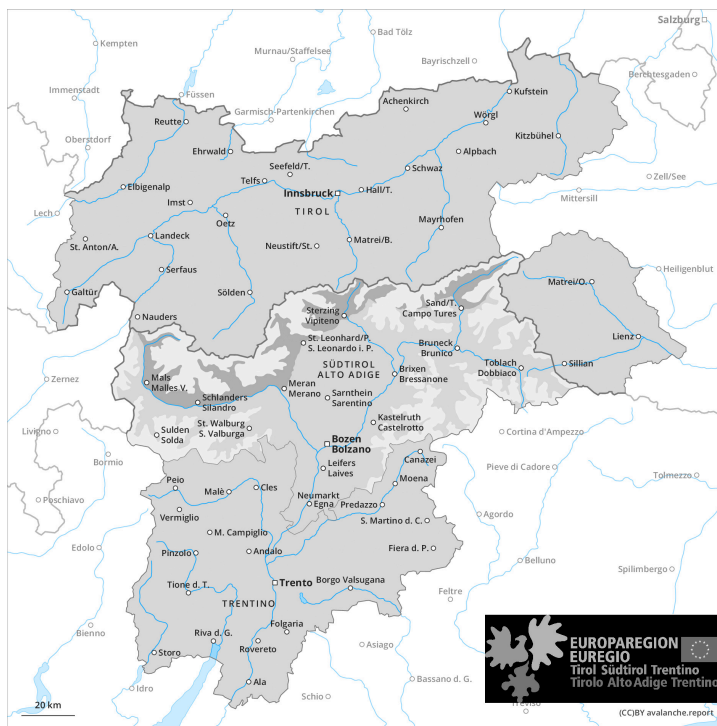 Salzburg
Kempten
Bad Tölz
Murnau/Staffelsee
Bayrischzell
Berchtesgaden
Immenstadt
Füssen
Kufstein
Achenkirch
Garmisch-Partenkirchen
Reutte
Wörgl
Kitzbühel
Oberstdorf
Ehrwald
Alpbach
Seefeld/T.
Schwaz
Telfs
Zell/See
Elbigenalp
Innsbruck
Hall/T.
Mittersill
Imst
TIROL
Lech
Oetz
Mayrhofen
Landeck
St. Anton/A.
Neustift/St.
Matrei/B.
Serfaus
Heiligenblut
Matrei/O.
Galtür
Sölden
Sand/T.
Campo Tures
Nauders
Sterzing
Vipiteno
Lienz
St. Leonhard/P.
S. Leonardo i. P.
Bruneck
Brunico
Toblach
Dobbiaco
Sillian
SÜDTIROL
ALTO ADIGE
Brixen
Bressanone
Zernez
Mals
Malles V.
Meran
Merano
Schlanders
Silandro
Sarnthein
Sarentino
St. Walburg
S. Valburga
Kastelruth
Castelrotto
Livigno
Sulden
Solda
Cortina d'Ampezzo
Bozen
Bolzano
Bormio
Canazei
Pieve di Cadore
Leifers
Laives
Tolmezzo
Peio
Malè
Cles
Moena
Poschiavo
Neumarkt
Egna
Predazzo
Vermiglio
Agordo
S. Martino d. C.
M. Campiglio
Edolo
Pinzolo
Andalo
Fiera d. P.
Belluno
Spilimbergo
Trento
Borgo Valsugana
Tione d. T.
Feltre
TRENTINO
Folgaria
Bienno
Riva d. G.
Rovereto
Asiago
Storo
EUROPAREGION
EUREGIO
Tirol Südtirol Trentino
Tirolo Alto Adige Trentino
Ala
Bassano d. G.
Idro
Schio
Treviso
20 km
(CC)BY avalanche.report